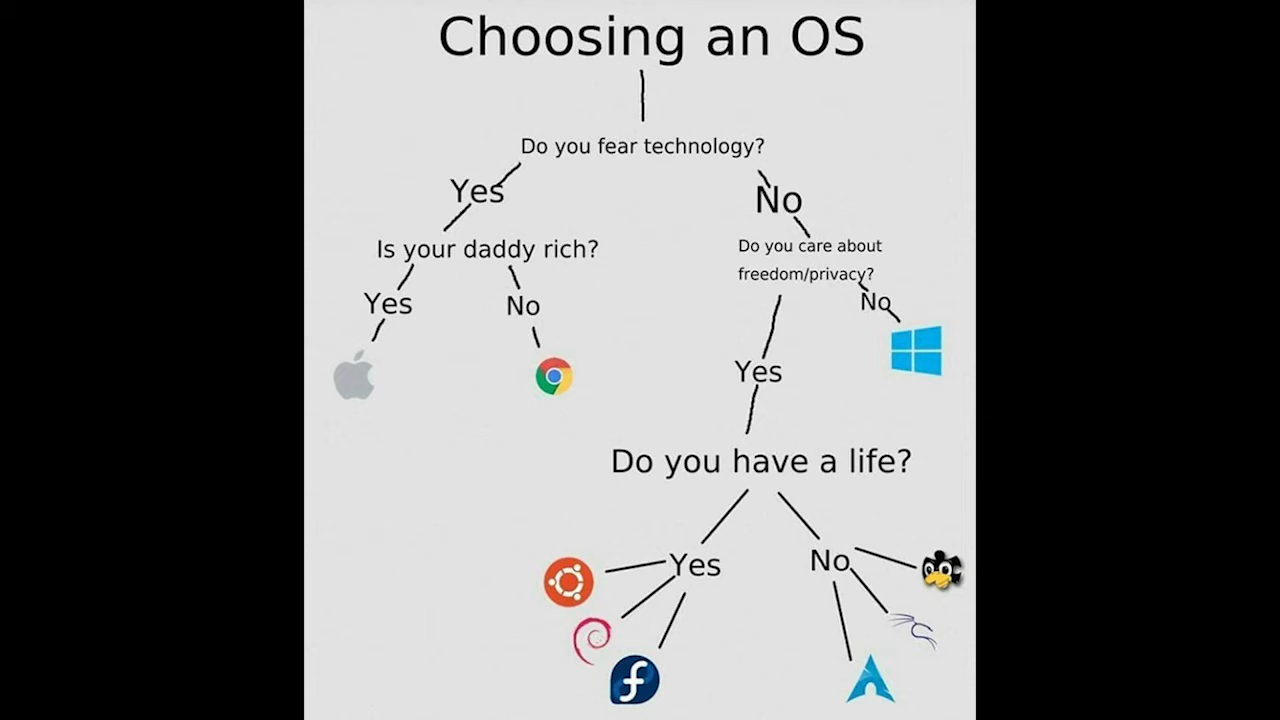 Choosing an OS
Do you fear technology?
Yes
No
Is your daddy rich?
Do you care about
freedom/privacy?
Yes
No
No
Yes
Do you have a life?
Yes
No